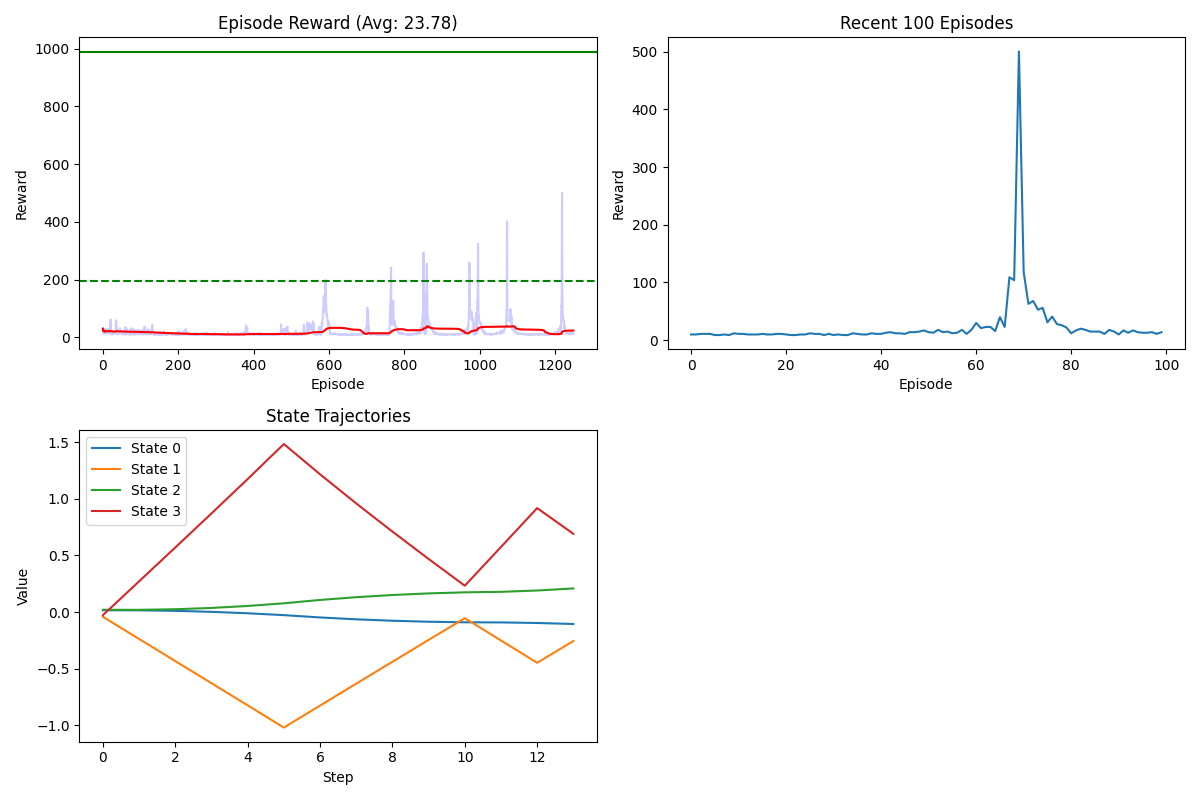 Episode Reward (Avg: 23.78)
Reward
1000
800
600
400
200
0
0 200 400 600 800 1000 1200
Episode
Recent 100 Episodes
Reward
500
400
300
200
100
0
0 20 40 60 80 100
Episode
State Trajectories
Value
1.5
1.0
0.5
0.0
−0.5
−1.0
State 0
State 1
State 2
State 3
0 2 4 6 8 10 12
Step